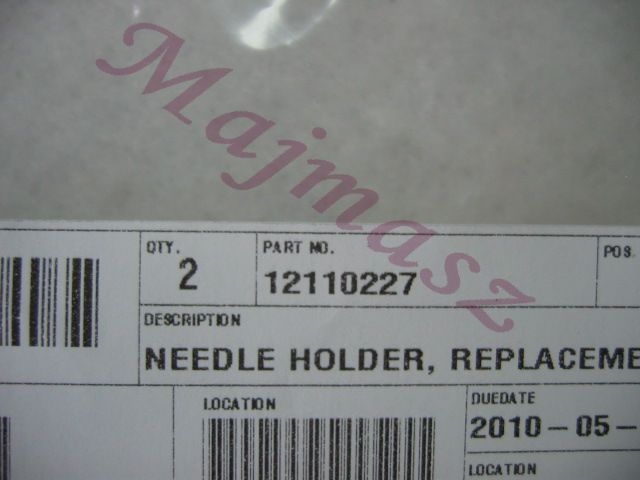 Majmasz
QTY. PART NO. POS.
2 12110227
DESCRIPTION
NEEDLE HOLDER, REPLACEME
LOCATION DUEDATE
2010-05-
LOCATION